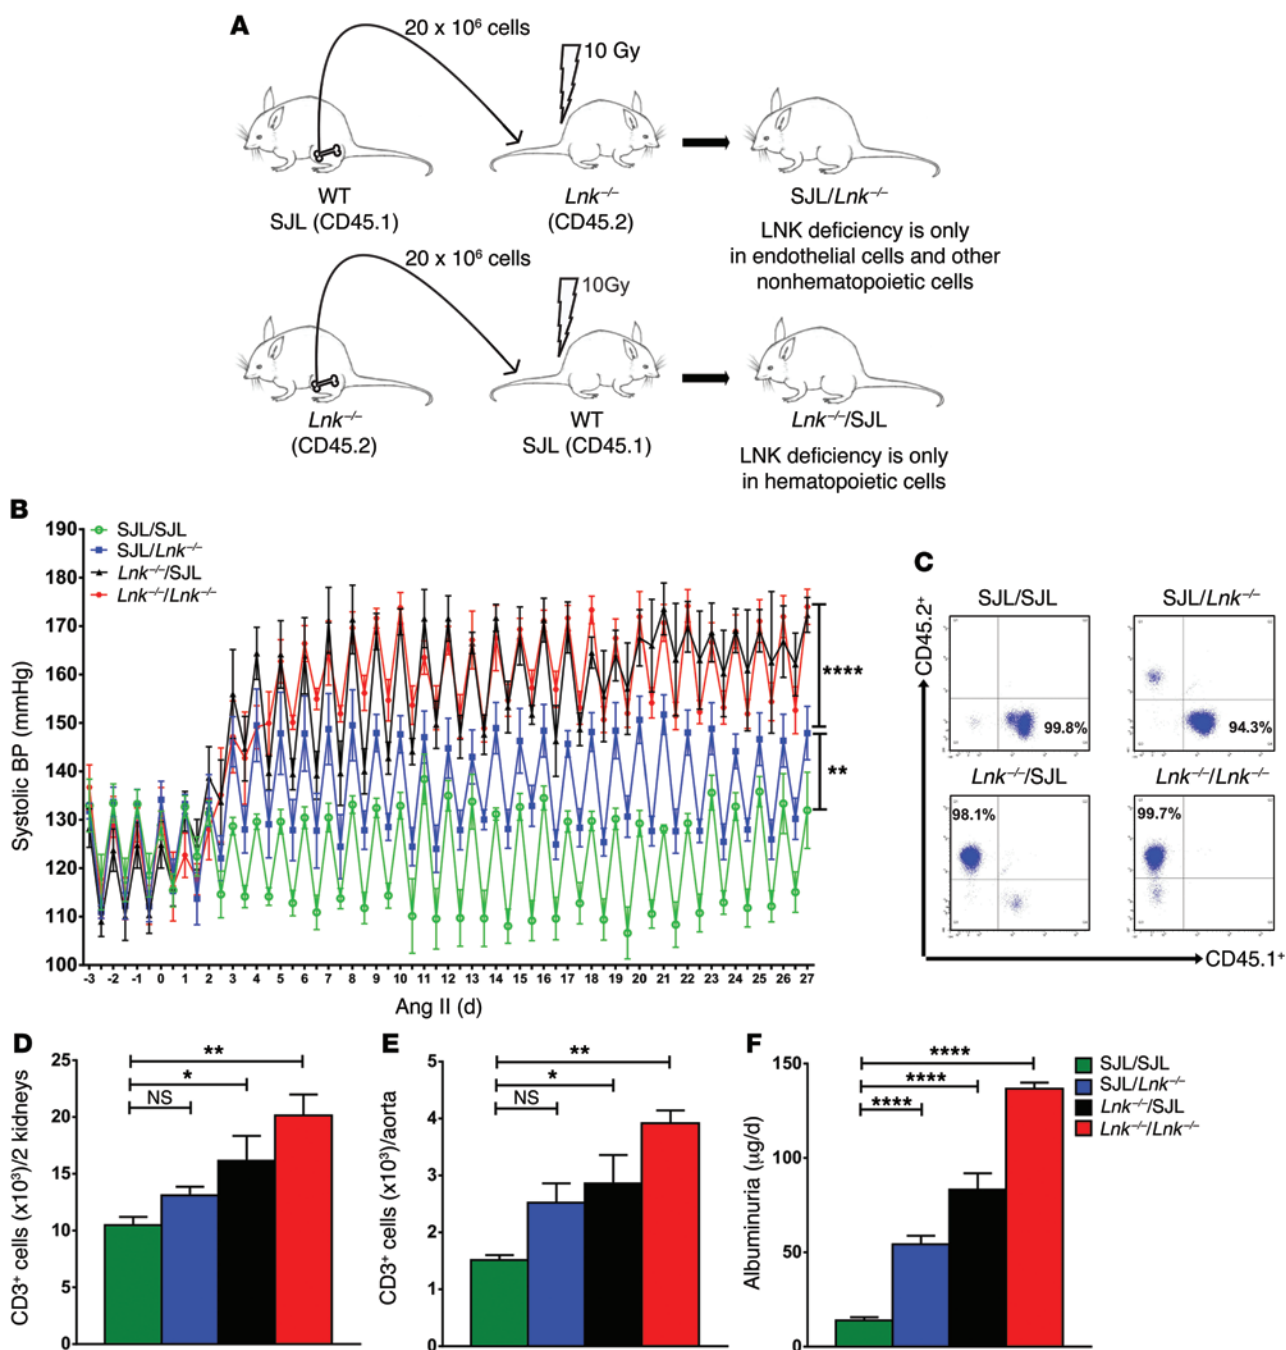 A
20 x 10⁶ cells
10 Gy
WT
SJL (CD45.1)
Lnk⁻/⁻
(CD45.2)
SJL/Lnk⁻/⁻
LNK deficiency is only
in endothelial cells and other
nonhematopoietic cells
20 x 10⁶ cells
10Gy
Lnk⁻/⁻
(CD45.2)
WT
SJL (CD45.1)
Lnk⁻/⁻/SJL
LNK deficiency is only
in hematopoietic cells
B
Systolic BP (mmHg)
190
180
170
160
150
140
130
120
110
100
SJL/SJL
SJL/Lnk⁻/⁻
Lnk⁻/⁻/SJL
Lnk⁻/⁻/Lnk⁻/⁻
****
**
-3 -2 -1 0 1 2 3 4 5 6 7 8 9 10 11 12 13 14 15 16 17 18 19 20 21 22 23 24 25 26 27
Ang II (d)
C
CD45.2⁺
SJL/SJL
99.8%
SJL/Lnk⁻/⁻
94.3%
Lnk⁻/⁻/SJL
98.1%
Lnk⁻/⁻/Lnk⁻/⁻
99.7%
CD45.1⁺
D
CD3⁺ cells (x10³)/2 kidneys
25
20
15
10
5
0
**
*
NS
E
CD3⁺ cells (x10³)/aorta
5
4
3
2
1
0
**
*
NS
F
Albuminuria (µg/d)
150
100
50
0
****
****
****
SJL/SJL
SJL/Lnk⁻/⁻
Lnk⁻/⁻/SJL
Lnk⁻/⁻/Lnk⁻/⁻